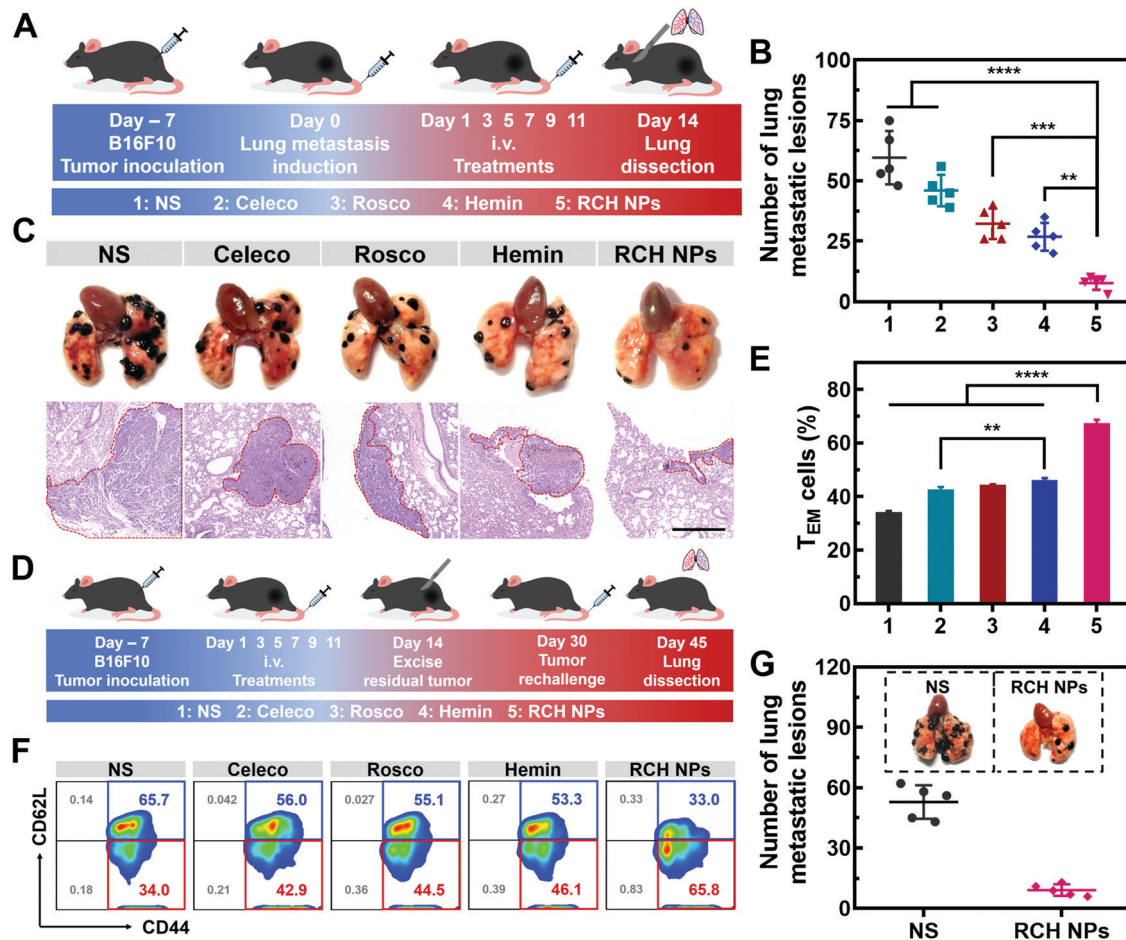 A
Day – 7
B16F10
Tumor inoculation
Day 0
Lung metastasis
induction
Day 1 3 5 7 9 11
i.v.
Treatments
Day 14
Lung
dissection
1: NS 2: Celeco 3: Rosco 4: Hemin 5: RCH NPs
B
Number of lung
metastatic lesions
100
75
50
25
0
****
***
**
1 2 3 4 5
C
NS Celeco Rosco Hemin RCH NPs
D
Day – 7
B16F10
Tumor inoculation
Day 1 3 5 7 9 11
i.v.
Treatments
Day 14
Excise
residual tumor
Day 30
Tumor
rechallenge
Day 45
Lung
dissection
1: NS 2: Celeco 3: Rosco 4: Hemin 5: RCH NPs
E
TEM cells (%)
80
60
40
20
0
****
**
1 2 3 4 5
F
CD62L
CD44
NS Celeco Rosco Hemin RCH NPs
0.14 65.7 0.042 56.0 0.027 55.1 0.27 53.3 0.33 33.0
0.18 34.0 0.21 42.9 0.36 44.5 0.39 46.1 0.83 65.8
G
Number of lung
metastatic lesions
120
90
60
30
0
NS RCH NPs
NS RCH NPs